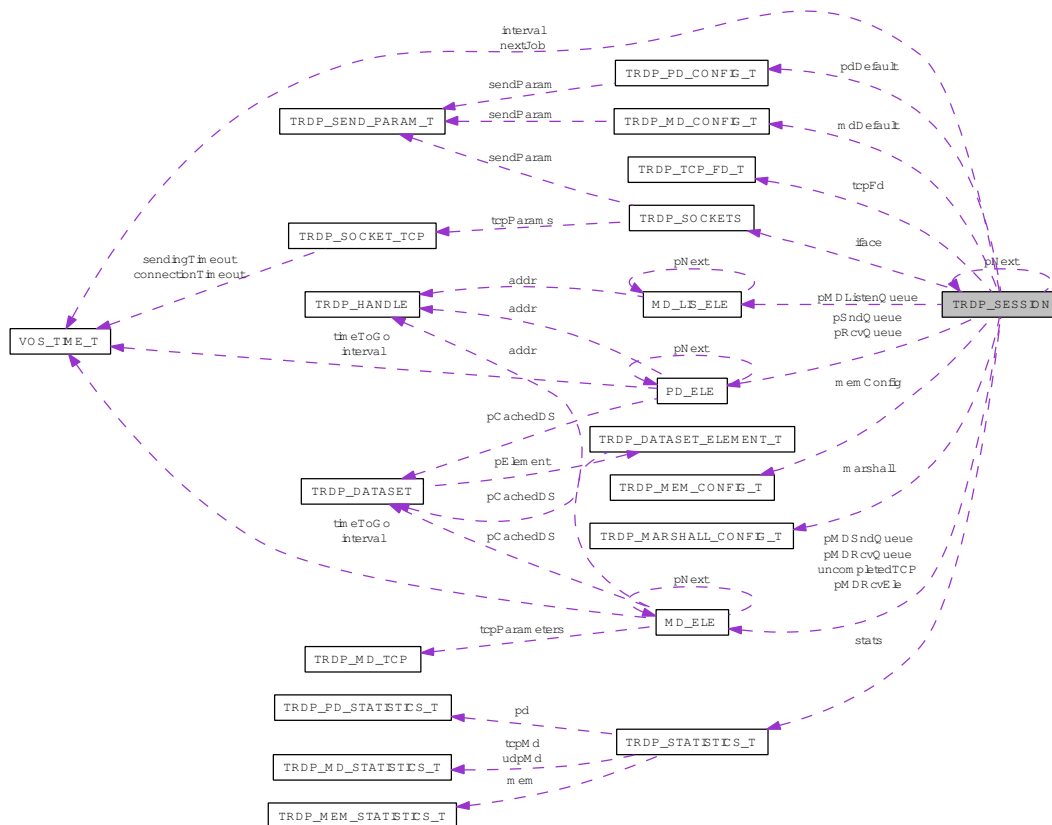 interval
nextJob
TRDP_PD_CONFIG_T
pdDefault
sendParam
TRDP_SEND_PARAM_T
sendParam
TRDP_MD_CONFIG_T
mdDefault
sendParam
TRDP_TCP_FD_T
tcpFd
TRDP_SOCKETS
tcpParams
TRDP_SOCKET_TCP
iface
sendingTimeout
connectionTimeout
pNext
pNext
addr
TRDP_HANDLE
MD_LIS_ELE
pMDListenQueue
TRDP_SESSION
addr
pSndQueue
pRcvQueue
VOS_TIME_T
timeToGo
interval
addr
pNext
PD_ELE
memConfig
pCachedDS
TRDP_DATASET_ELEMENT_T
pElement
marshall
TRDP_DATASET
pCachedDS
TRDP_MEM_CONFIG_T
timeToGo
interval
pCachedDS
TRDP_MARSHALL_CONFIG_T
pMDSndQueue
pMDRcvQueue
uncompletedTCP
pMDRcvEle
pNext
MD_ELE
tcpParameters
stats
TRDP_MD_TCP
TRDP_PD_STATISTICS_T
pd
TRDP_STATISTICS_T
tcpMd
udpMd
TRDP_MD_STATISTICS_T
mem
TRDP_MEM_STATISTICS_T